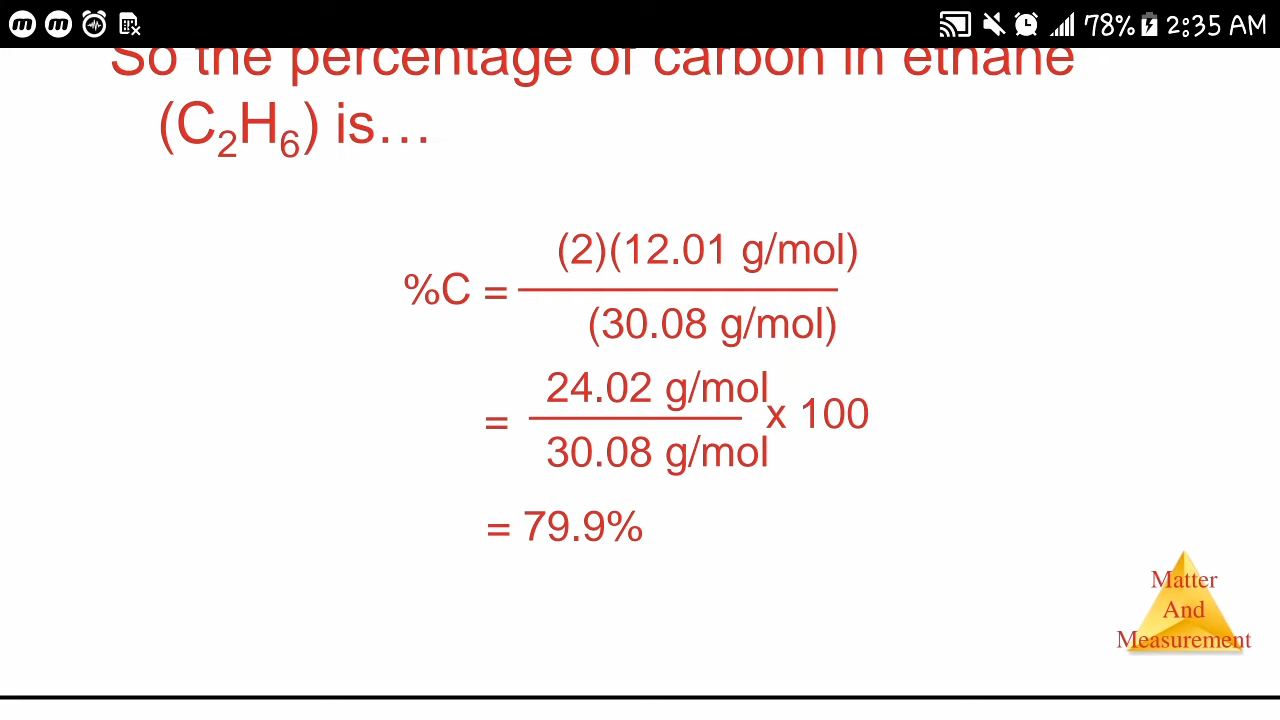 78% 2:35 AM
So the percentage of carbon in ethane
(C₂H₆) is…
(2)(12.01 g/mol)
%C =
(30.08 g/mol)
24.02 g/mol
= x 100
30.08 g/mol
= 79.9%
Matter
And
Measurement